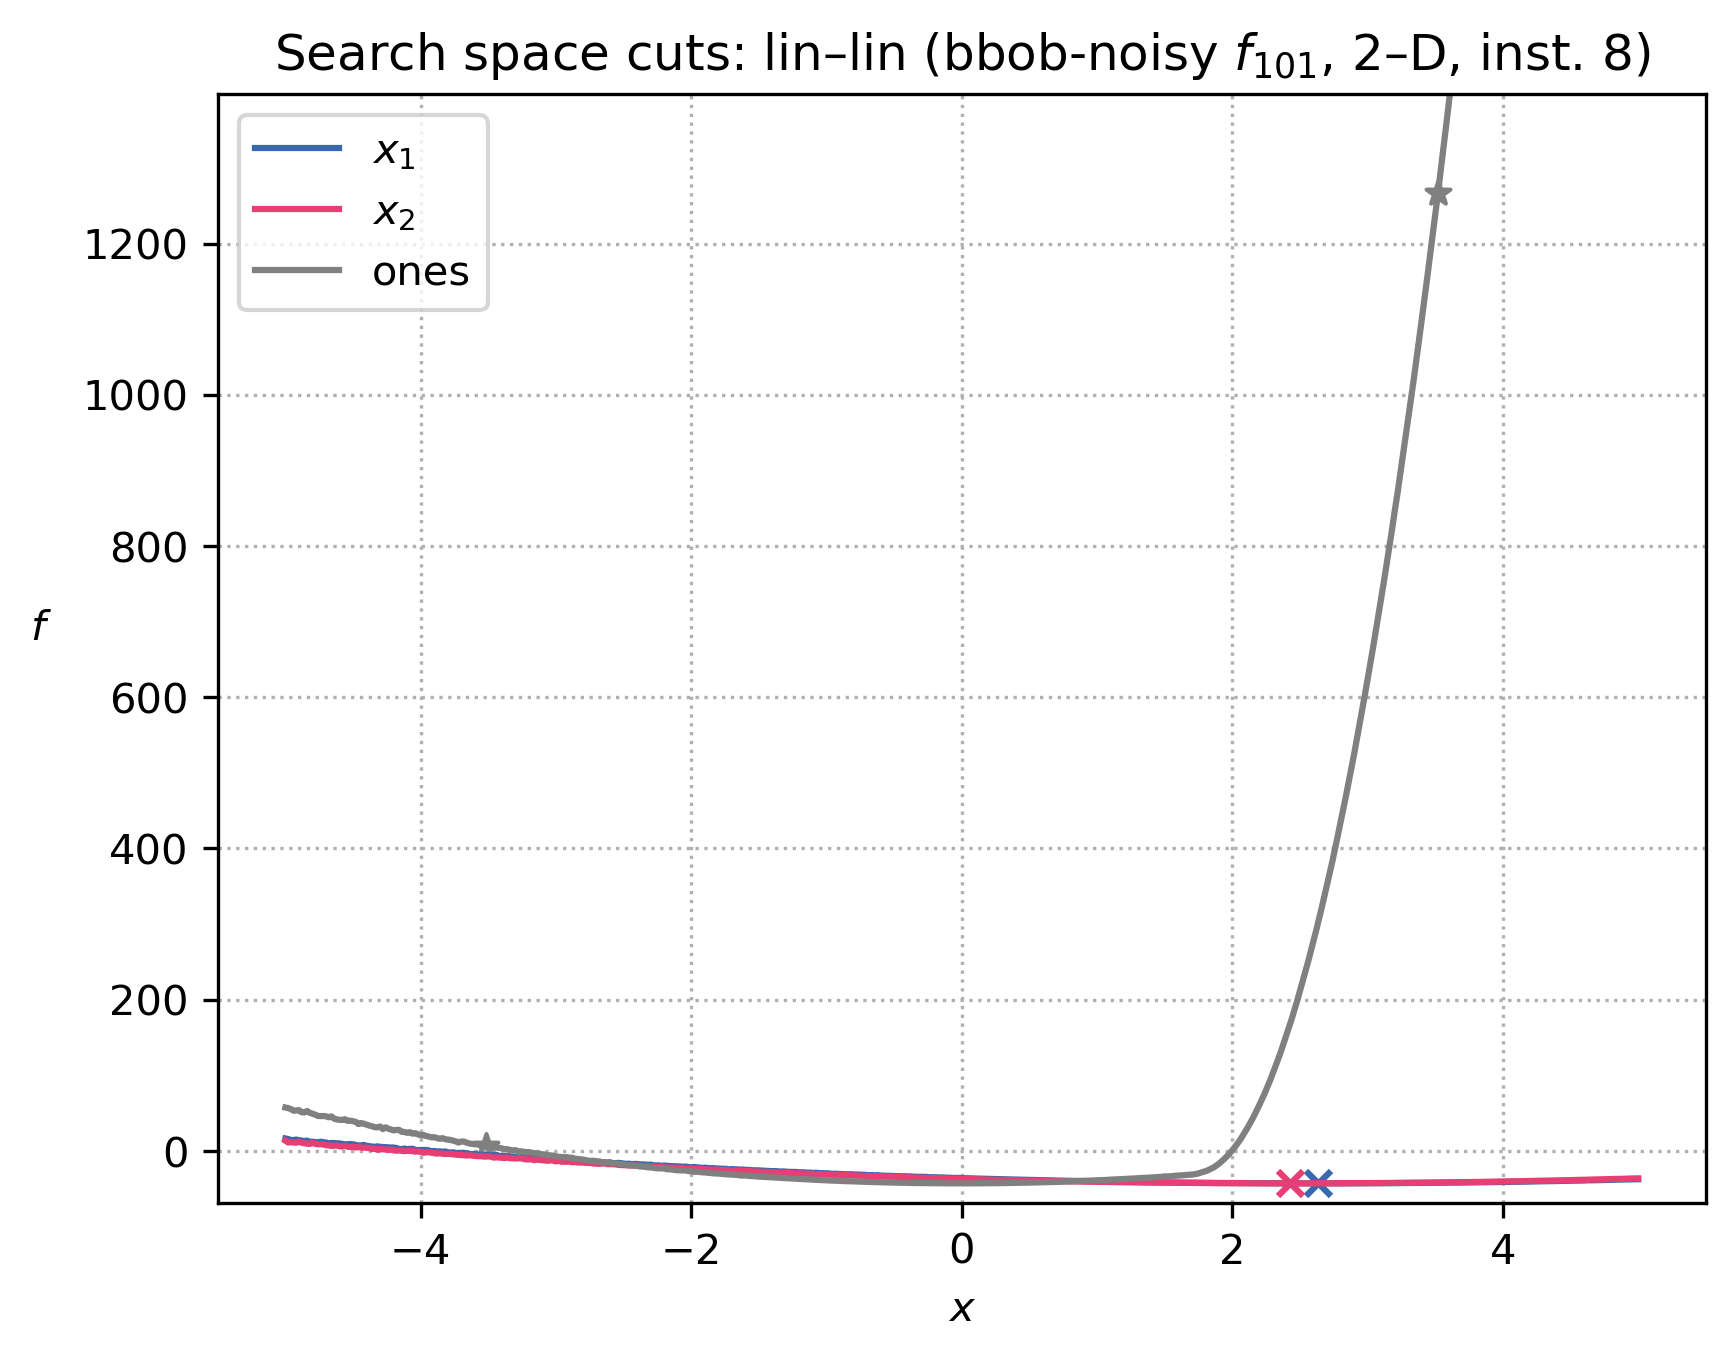 Search space cuts: lin–lin (bbob-noisy f₁₀₁, 2–D, inst. 8)
x₁
x₂
ones
1200
1000
800
600
400
200
0
f
−4
−2
0
2
4
x